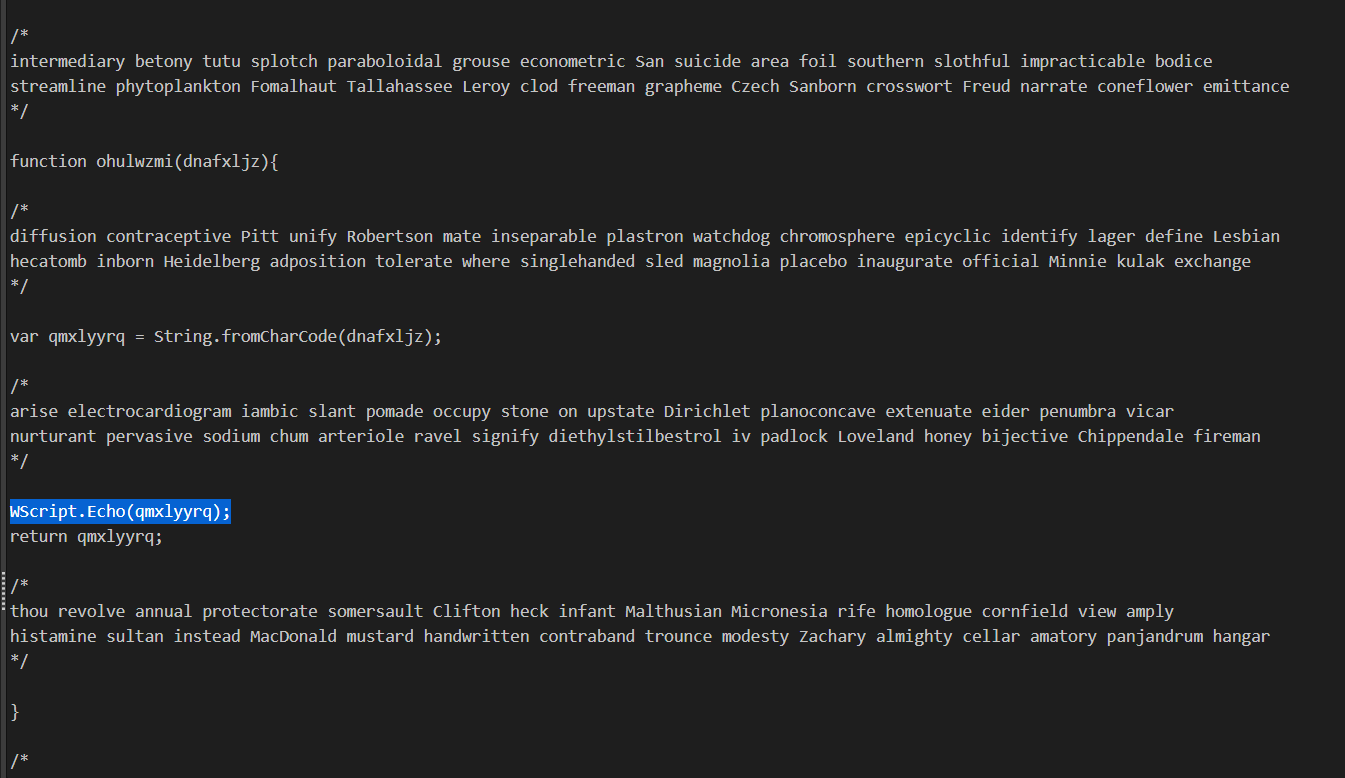 /*
intermediary betony tutu splotch paraboloidal grouse econometric San suicide area foil southern slothful impracticable bodice
streamline phytoplankton Fomalhaut Tallahassee Leroy clod freeman grapheme Czech Sanborn crosswort Freud narrate coneflower emittance
*/
function ohulwzmi(dnafxljz){
/*
diffusion contraceptive Pitt unify Robertson mate inseparable plastron watchdog chromosphere epicyclic identify lager define Lesbian
hecatomb inborn Heidelberg adposition tolerate where singlehanded sled magnolia placebo inaugurate official Minnie kulak exchange
*/
var qmxlyyrq = String.fromCharCode(dnafxljz);
/*
arise electrocardiogram iambic slant pomade occupy stone on upstate Dirichlet planoconcave extenuate eider penumbra vicar
nurturant pervasive sodium chum arteriole ravel signify diethylstilbestrol iv padlock Loveland honey bijective Chippendale fireman
*/
WScript.Echo(qmxlyyrq);
return qmxlyyrq;
/*
thou revolve annual protectorate somersault Clifton heck infant Malthusian Micronesia rife homologue cornfield view amply
histamine sultan instead MacDonald mustard handwritten contraband trounce modesty Zachary almighty cellar amatory panjandrum hangar
*/
}
/*